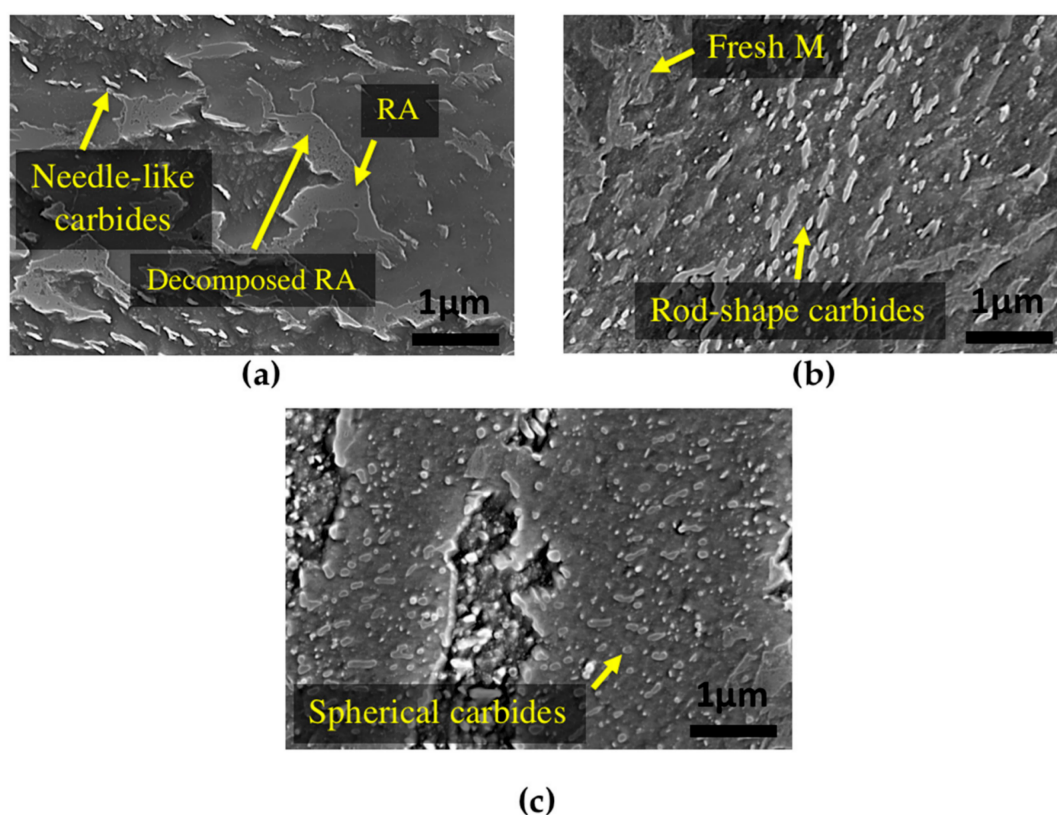 RA
Needle-like
carbides
Decomposed RA
1μm
(a)
Fresh M
Rod-shape carbides
1μm
(b)
Spherical carbides
1μm
(c)